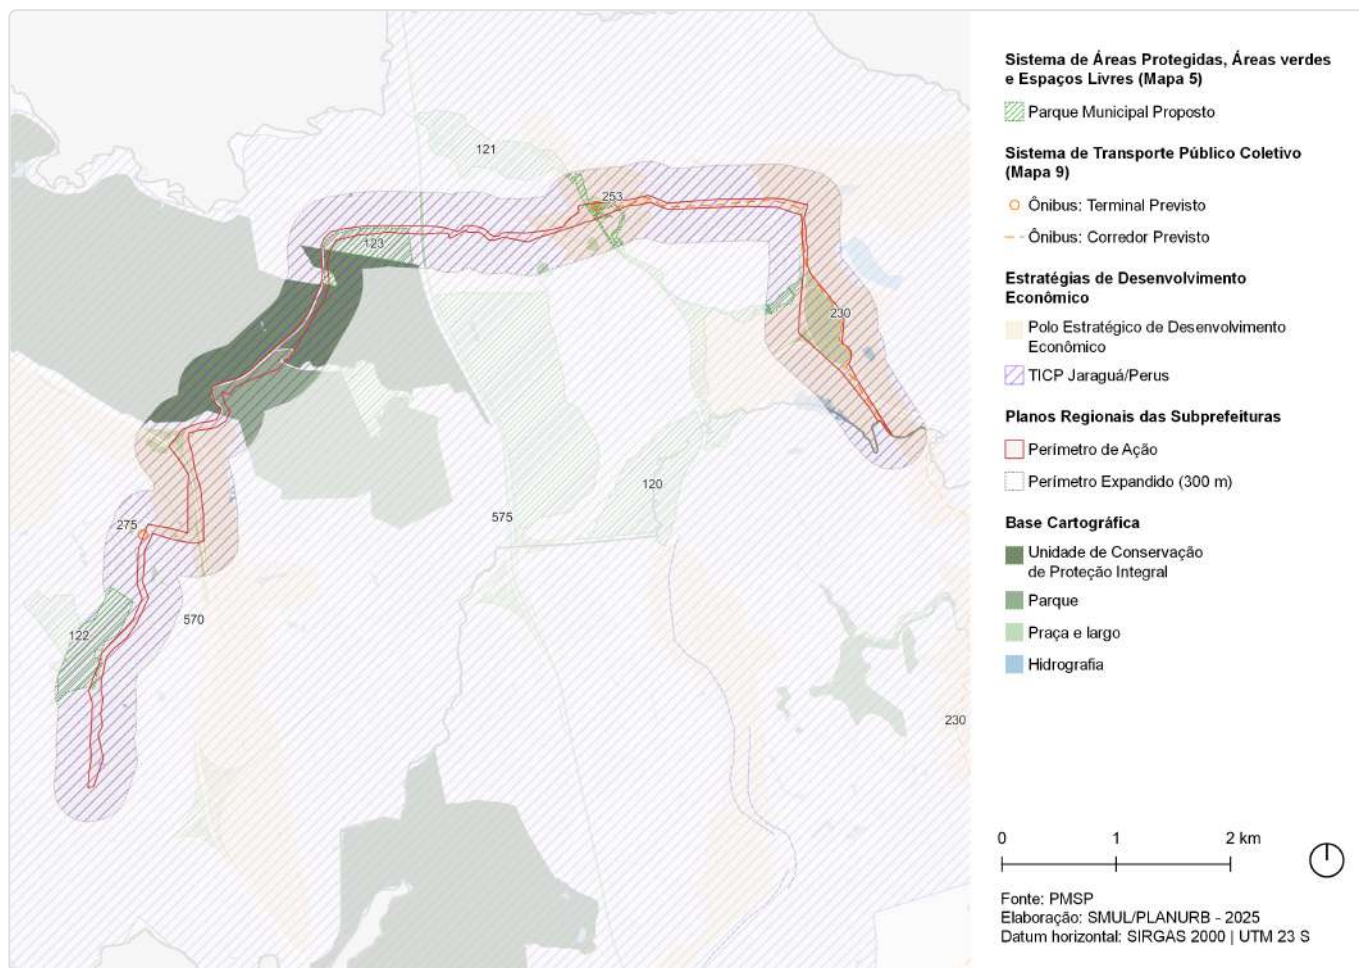 121
253
123
230
120
575
275
570
122
230
Sistema de Áreas Protegidas, Áreas verdes
e Espaços Livres (Mapa 5)
Parque Municipal Proposto
Sistema de Transporte Público Coletivo
(Mapa 9)
Ônibus: Terminal Previsto
Ônibus: Corredor Previsto
Estratégias de Desenvolvimento
Econômico
Polo Estratégico de Desenvolvimento
Econômico
TICP Jaraguá/Perus
Planos Regionais das Subprefeituras
Perímetro de Ação
Perímetro Expandido (300 m)
Base Cartográfica
Unidade de Conservação
de Proteção Integral
Parque
Praça e largo
Hidrografia
0 1 2 km
Fonte: PMSP
Elaboração: SMUL/PLANURB - 2025
Datum horizontal: SIRGAS 2000 | UTM 23 S